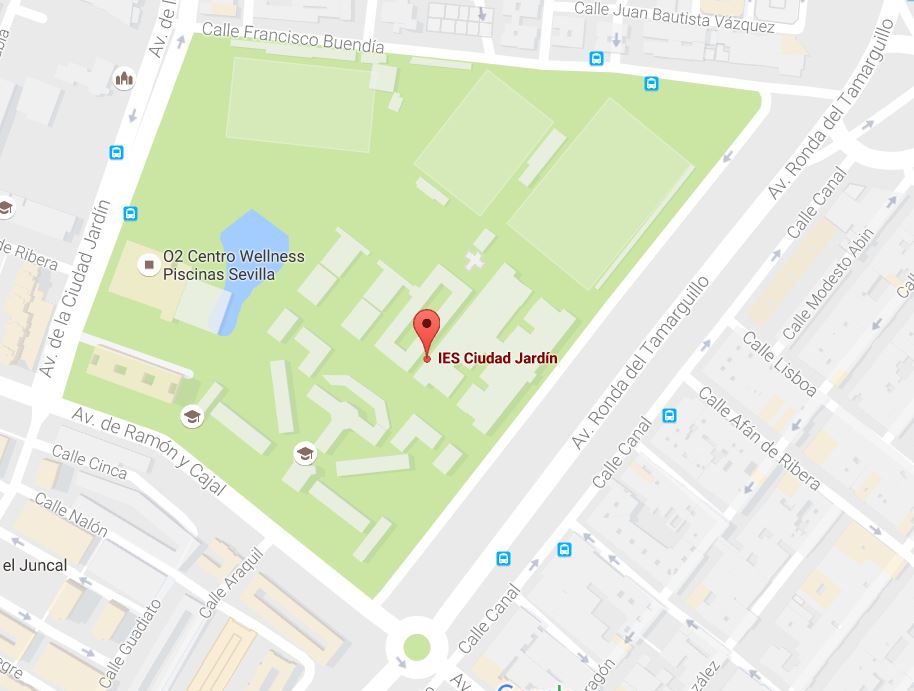 Calle Juan Bautista Vázquez
Calle Francisco Buendía
Av. de l
Av. Ronda del Tamarguillo
Calle Canal
Calle Modesto Abin
Av. de la Ciudad Jardín
de Ribera
O2 Centro Wellness
Piscinas Sevilla
IES Ciudad Jardín
Av. Ronda del Tamarguillo
Calle Lisboa
Calle Afán de Ribera
Calle Canal
Av. de Ramón y Cajal
Calle Cinca
Calle Nalón
el Juncal
Calle Araquil
Calle Guadiato
Calle Canal
Av.